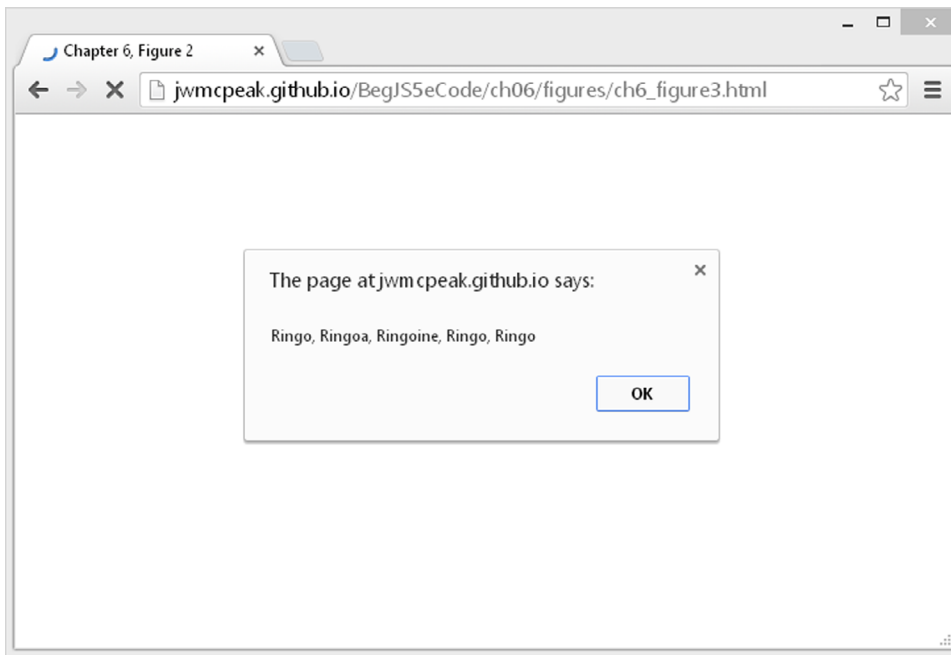 Chapter 6, Figure 2
jwmcpeak.github.io/BegJS5eCode/ch06/figures/ch6_figure3.html
The page at jwmcpeak.github.io says:
Ringo, Ringoa, Ringoine, Ringo, Ringo
OK